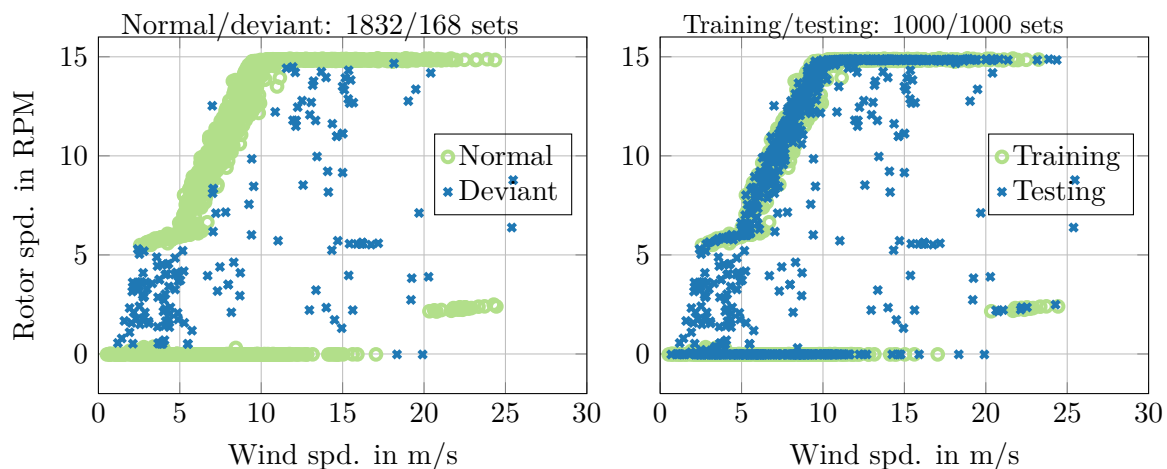 Normal/deviant: 1832/168 sets
15
10
5
0
Rotor spd. in RPM
Normal
Deviant
0 5 10 15 20 25 30
Wind spd. in m/s
Training/testing: 1000/1000 sets
15
10
5
0
Training
Testing
0 5 10 15 20 25 30
Wind spd. in m/s